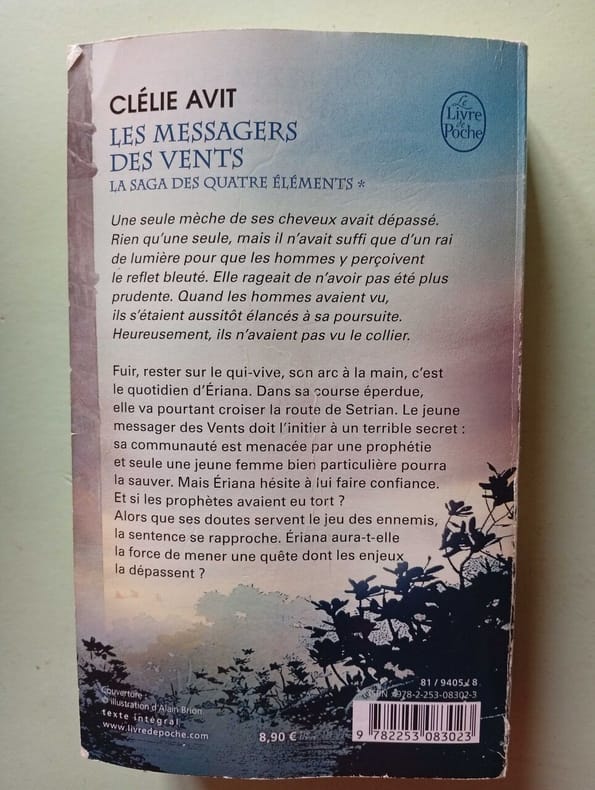 CLÉLIE AVIT
Le
Livre
de
Poche
LES MESSAGERS
DES VENTS
LA SAGA DES QUATRE ÉLÉMENTS *
Une seule mèche de ses cheveux avait dépassé.
Rien qu'une seule, mais il n'avait suffi que d'un rai
de lumière pour que les hommes y perçoivent
le reflet bleuté. Elle rageait de n'avoir pas été plus
prudente. Quand les hommes avaient vu,
ils s'étaient aussitôt élancés à sa poursuite.
Heureusement, ils n'avaient pas vu le collier.
Fuir, rester sur le qui-vive, son arc à la main, c'est
le quotidien d'Ériana. Dans sa course éperdue,
elle va pourtant croiser la route de Setrian. Le jeune
messager des Vents doit l'initier à un terrible secret :
sa communauté est menacée par une prophétie
et seule une jeune femme bien particulière pourra
la sauver. Mais Ériana hésite à lui faire confiance.
Et si les prophètes avaient eu tort ?
Alors que ses doutes servent le jeu des ennemis,
la sentence se rapproche. Ériana aura-t-elle
la force de mener une quête dont les enjeux
la dépassent ?
Couverture :
© illustration d'Alain Brion
texte intégral
www.livredepoche.com
8,90 €
81 / 9405 / 8
ISBN : 978-2-253-08302-3
9 782253 083023